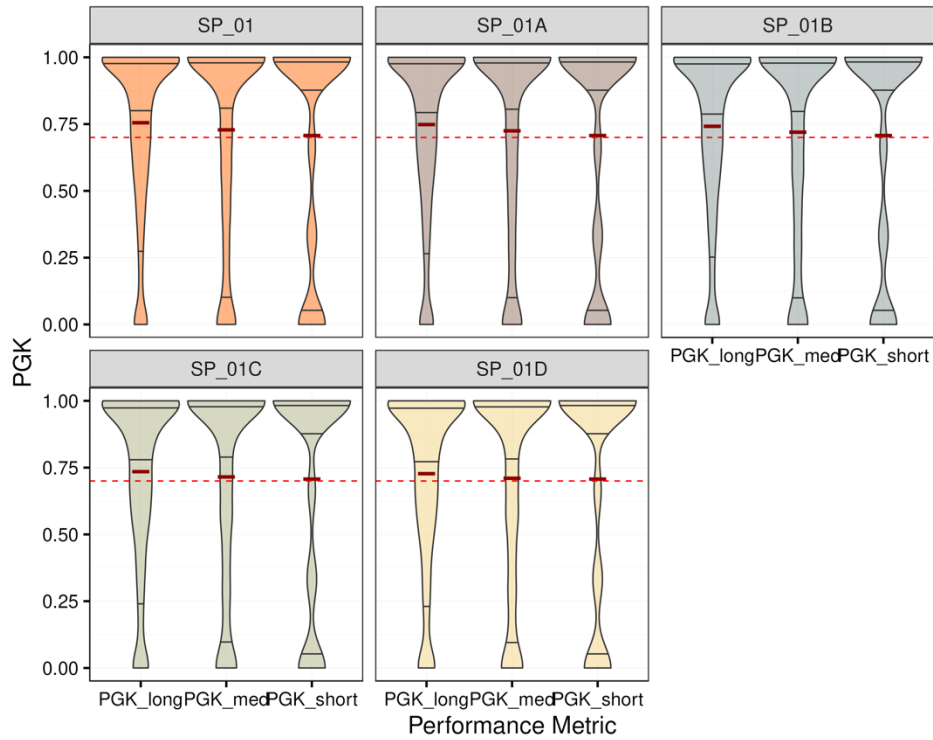 SP_01
SP_01A
SP_01B
1.00
0.75
0.50
0.25
0.00
PGK_long PGK_med PGK_short
SP_01C
SP_01D
1.00
0.75
0.50
0.25
0.00
PGK_long PGK_med PGK_short
PGK_long PGK_med PGK_short
PGK
Performance Metric